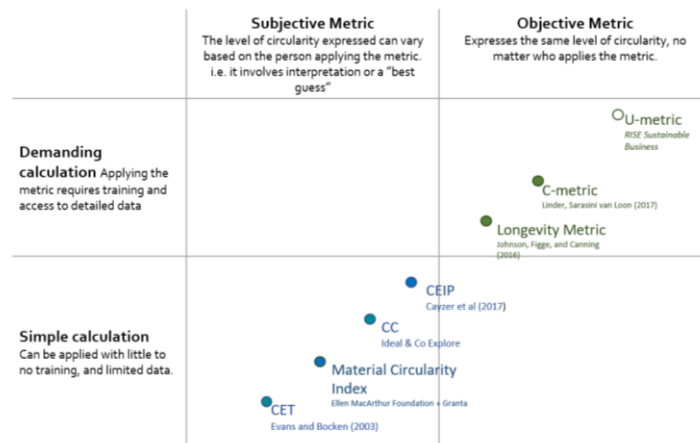 Subjective Metric
The level of circularity expressed can vary
based on the person applying the metric.
i.e. it involves interpretation or a "best
guess"
Objective Metric
Expresses the same level of circularity, no
matter who applies the metric.
Demanding
calculation Applying the
metric requires training and
access to detailed data
U-metric
RISE Sustainable
Business
C-metric
Linder, Sarasini van Loon (2017)
Longevity Metric
Johnson, Figge, and Canning
(2016)
Simple calculation
Can be applied with little to
no training, and limited data.
CEIP
Cayzer et al (2017)
CC
Ideal & Co Explore
Material Circularity
Index
Ellen MacArthur Foundation + Granta
CET
Evans and Bocken (2003)